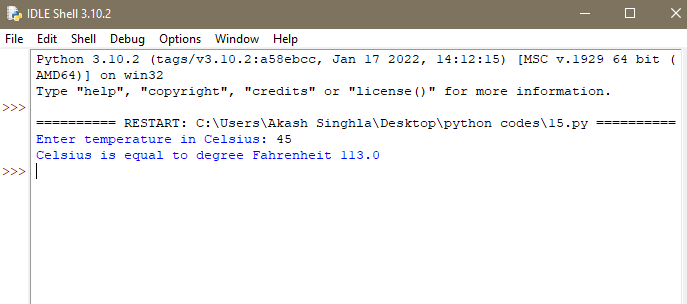 IDLE Shell 3.10.2
File Edit Shell Debug Options Window Help
Python 3.10.2 (tags/v3.10.2:a58ebcc, Jan 17 2022, 14:12:15) [MSC v.1929 64 bit (
AMD64)] on win32
Type "help", "copyright", "credits" or "license()" for more information.
>>>
========== RESTART: C:\Users\Akash Singhla\Desktop\python codes\15.py ==========
Enter temperature in Celsius: 45
Celsius is equal to degree Fahrenheit 113.0
>>>